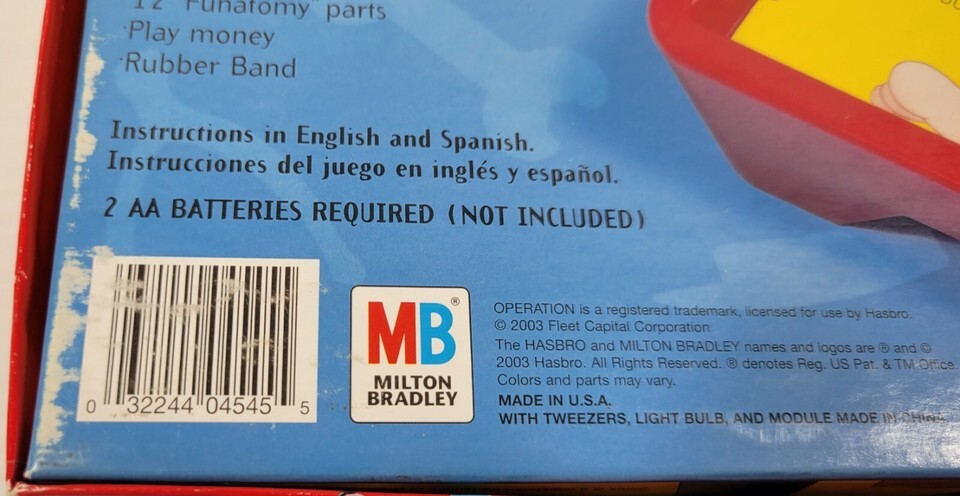 12 "Funatomy" parts
·Play money
·Rubber Band
Instructions in English and Spanish.
Instrucciones del juego en inglés y español.
2 AA BATTERIES REQUIRED (NOT INCLUDED)
0 32244 04545 5
MB®
MILTON
BRADLEY
OPERATION is a registered trademark, licensed for use by Hasbro.
© 2003 Fleet Capital Corporation
The HASBRO and MILTON BRADLEY names and logos are ® and ©
2003 Hasbro. All Rights Reserved. ® denotes Reg. US Pat. & TM Office.
Colors and parts may vary.
MADE IN U.S.A.
WITH TWEEZERS, LIGHT BULB, AND MODULE MADE IN CHINA.